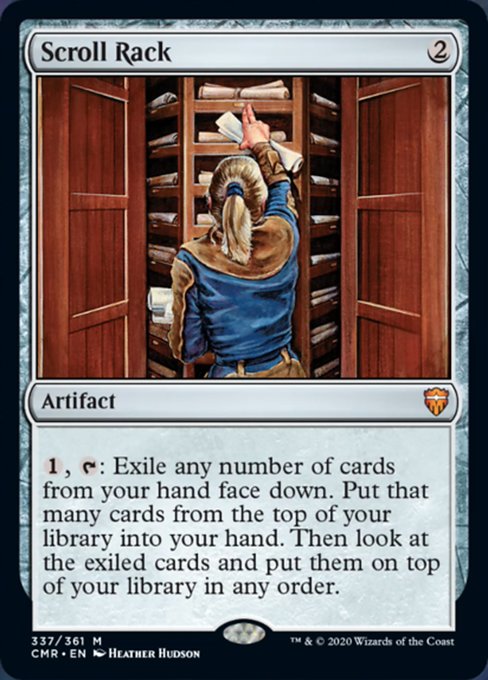 Scroll Rack 2
Artifact
1, T: Exile any number of cards
from your hand face down. Put that
many cards from the top of your
library into your hand. Then look at
the exiled cards and put them on top
of your library in any order.
337/361 M ™ & © 2020 Wizards of the Coast
CMR • EN Heather Hudson